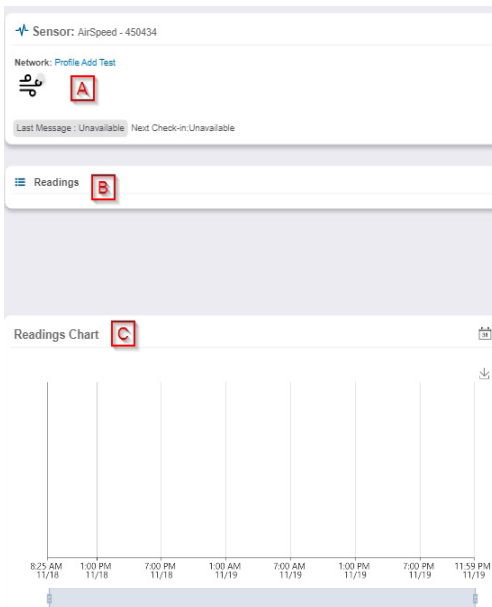 Sensor: AirSpeed - 450434
Network: Profile Add Test
A
Last Message : Unavailable Next Check-in:Unavailable
Readings B
Readings Chart C
31
8:25 AM 1:00 PM 7:00 PM 1:00 AM 7:00 AM 1:00 PM 7:00 PM 11:59 PM
11/18 11/18 11/18 11/19 11/19 11/19 11/19 11/19